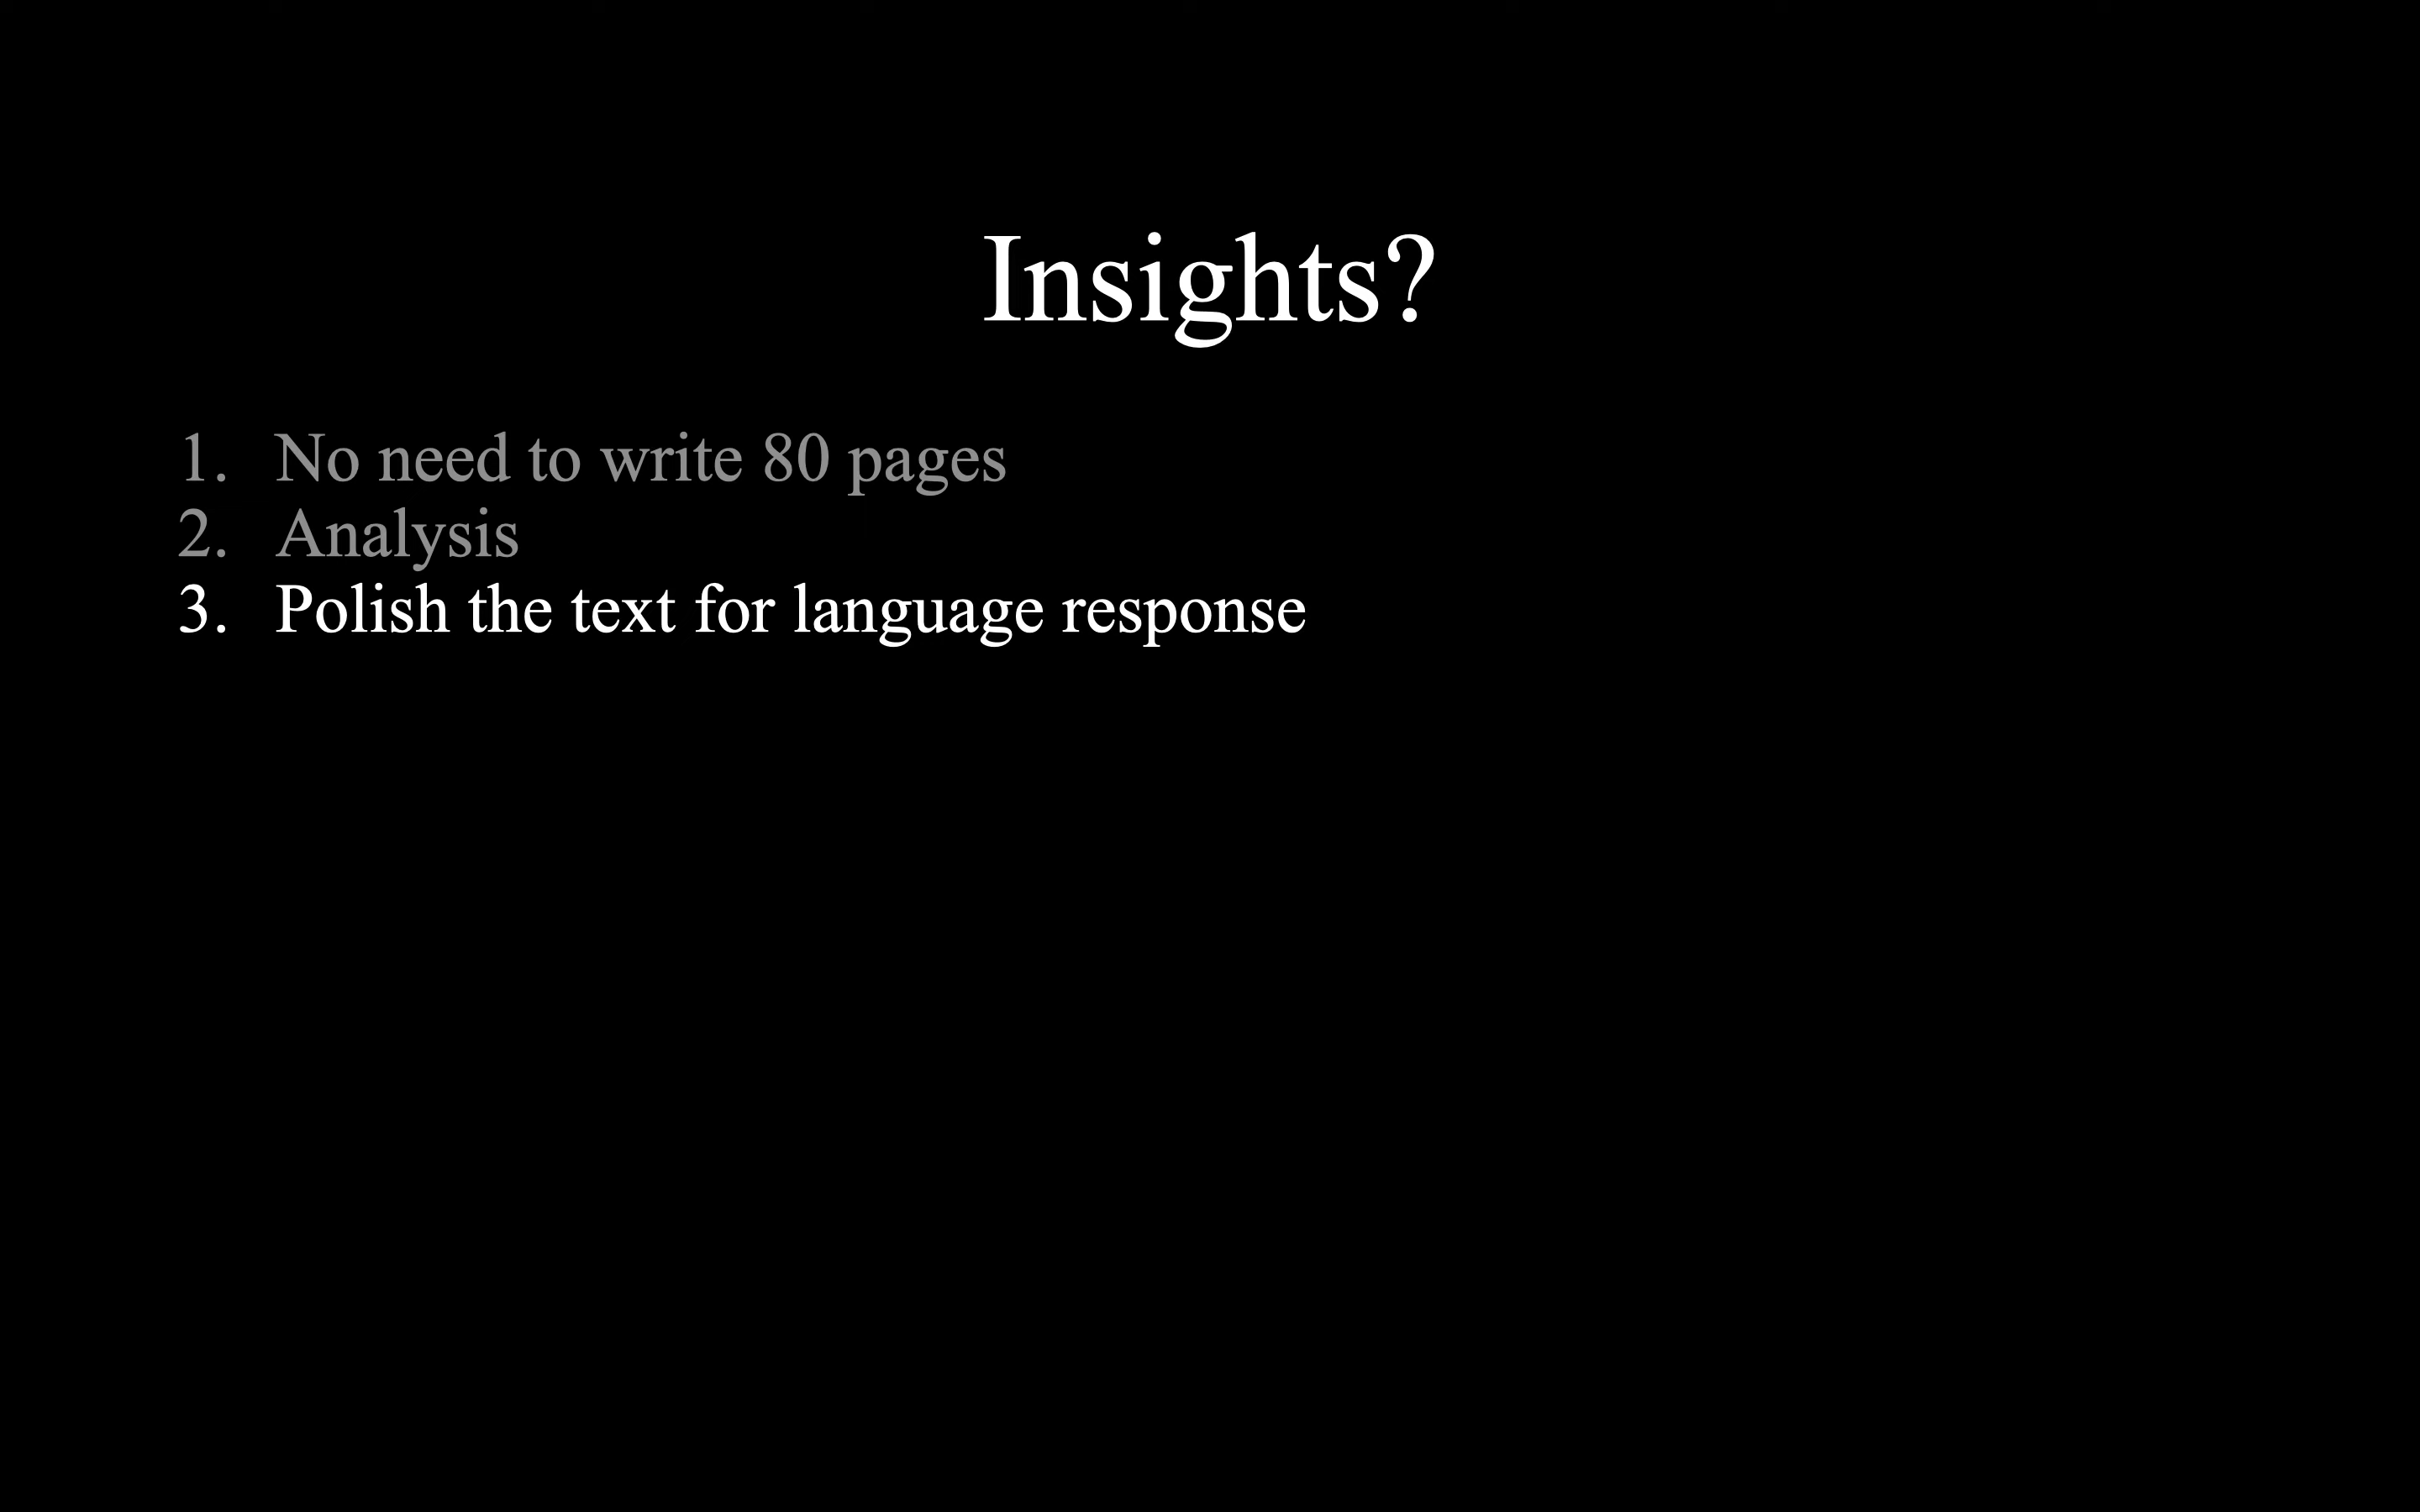 Insights?
1. No need to write 80 pages
2. Analysis
3. Polish the text for language response